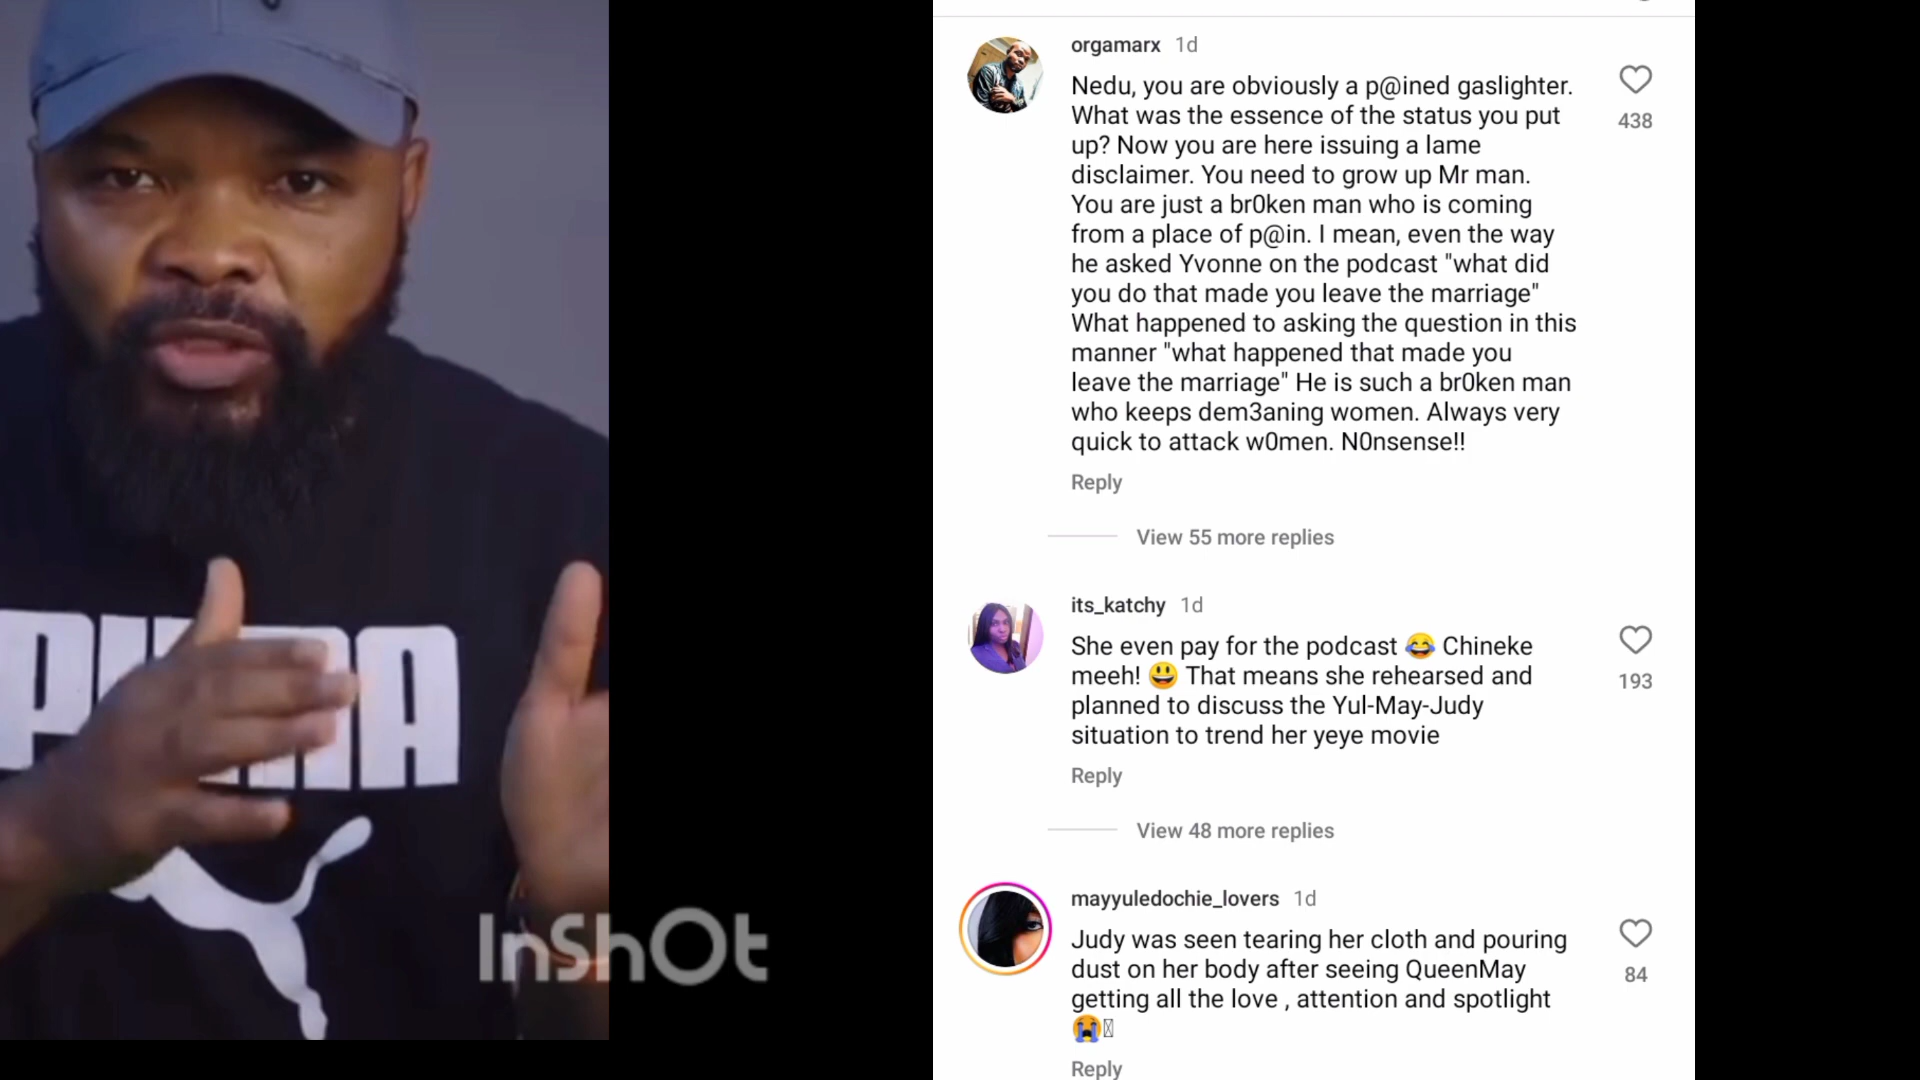 PUMA
InShOt
orgamarx 1d
Nedu, you are obviously a p@ined gaslighter.
What was the essence of the status you put
up? Now you are here issuing a lame
disclaimer. You need to grow up Mr man.
You are just a br0ken man who is coming
from a place of p@in. I mean, even the way
he asked Yvonne on the podcast "what did
you do that made you leave the marriage"
What happened to asking the question in this
manner "what happened that made you
leave the marriage" He is such a br0ken man
who keeps dem3aning women. Always very
quick to attack w0men. N0nsense!!
438
Reply
View 55 more replies
its_katchy 1d
She even pay for the podcast 😂 Chineke
meeh! 😃 That means she rehearsed and
planned to discuss the Yul-May-Judy
situation to trend her yeye movie
193
Reply
View 48 more replies
mayyuledochie_lovers 1d
Judy was seen tearing her cloth and pouring
dust on her body after seeing QueenMay
getting all the love , attention and spotlight
😭
84
Reply